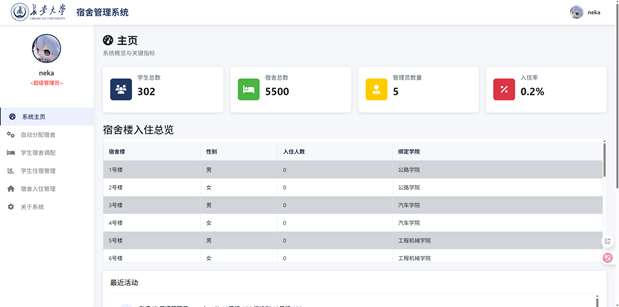 长安大学
CHANG'AN UNIVERSITY
宿舍管理系统
neka
neka
<超级管理员>
系统主页
自动分配宿舍
学生宿舍调配
学生住宿管理
宿舍入住管理
关于系统
主页
系统概览与关键指标
学生总数
302
宿舍总数
5500
管理员数量
5
入住率
0.2%
宿舍楼入住总览
宿舍楼 性别 入住人数 绑定学院
1号楼 男 0 公路学院
2号楼 女 0 公路学院
3号楼 男 0 汽车学院
4号楼 女 0 汽车学院
5号楼 男 0 工程机械学院
6号楼 女 0 工程机械学院
最近活动